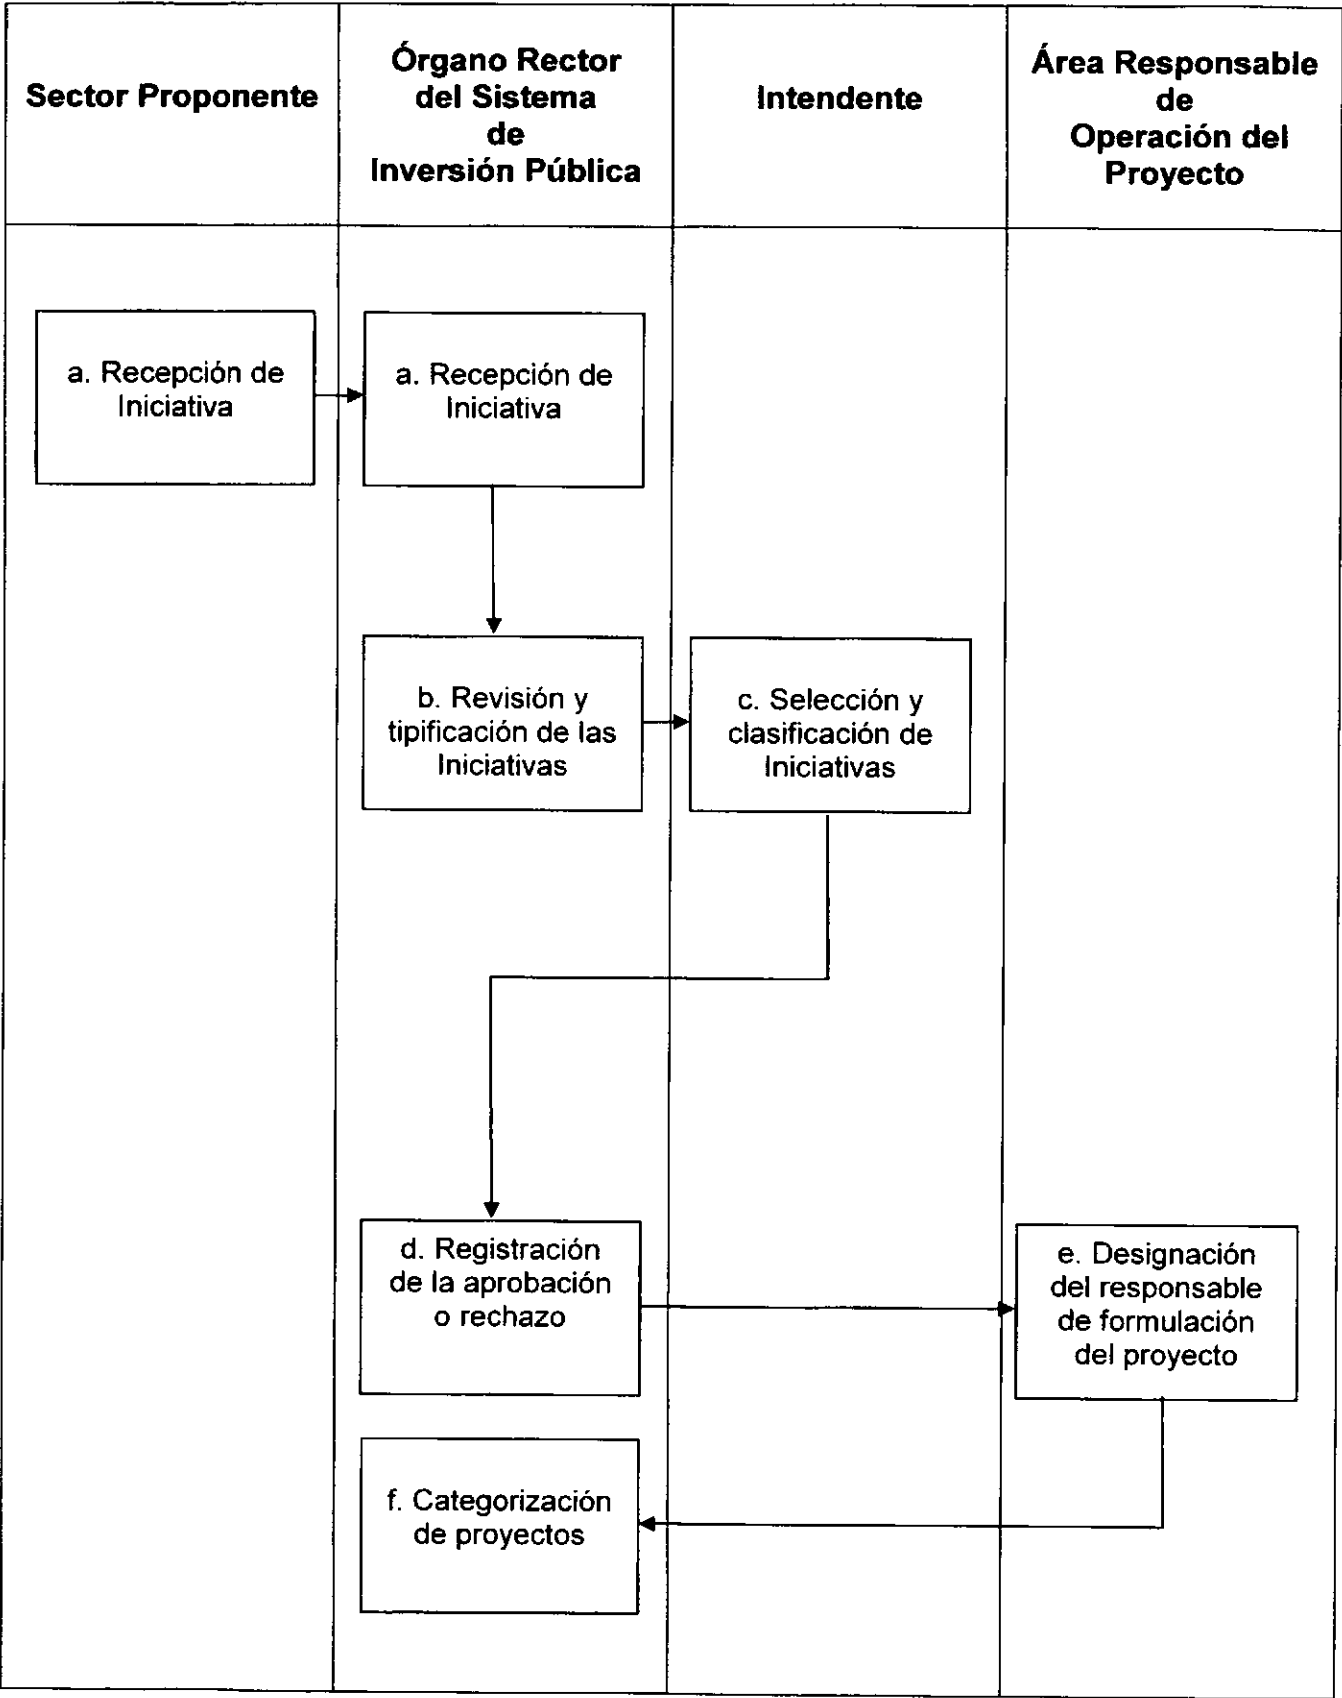 Sector Proponente
Órgano Rector
del Sistema
de
Inversión Pública
Intendente
Área Responsable
de
Operación del
Proyecto
a. Recepción de
Iniciativa
a. Recepción de
Iniciativa
b. Revisión y
tipificación de las
Iniciativas
c. Selección y
clasificación de
Iniciativas
d. Registración
de la aprobación
o rechazo
e. Designación
del responsable
de formulación
del proyecto
f. Categorización
de proyectos